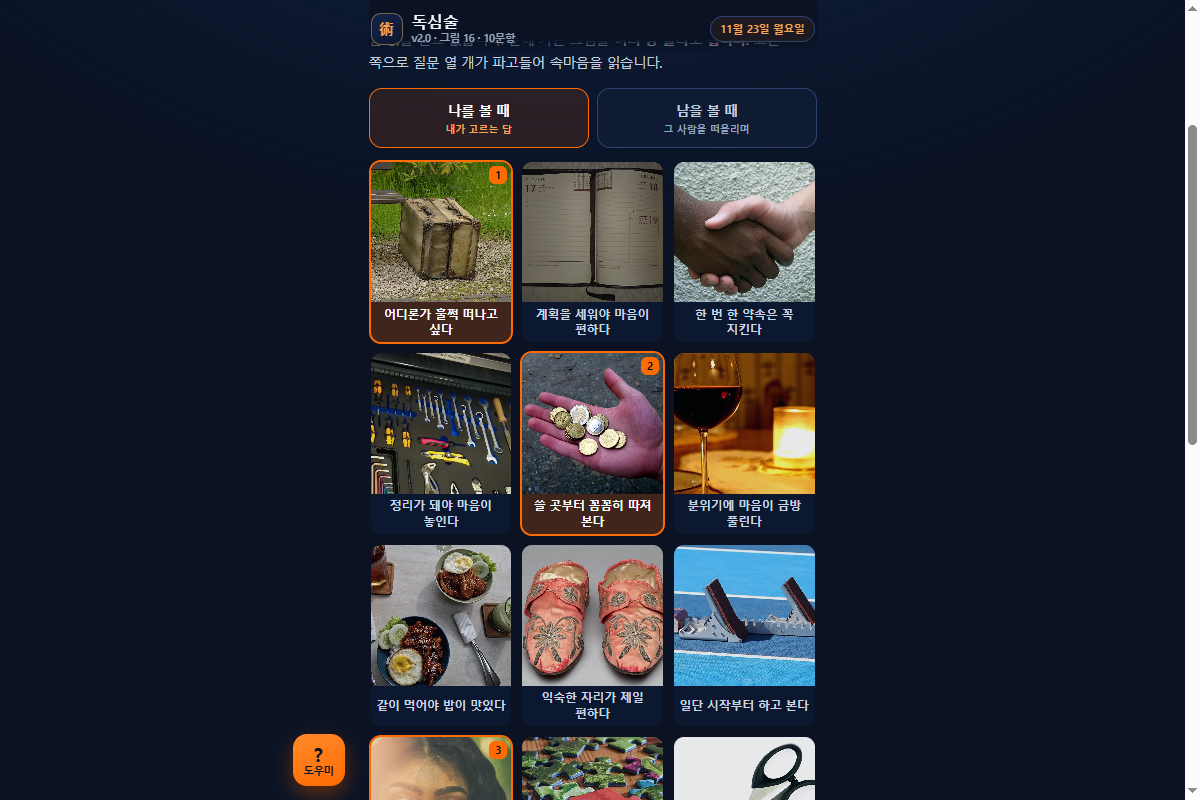 術
독심술
v2.0 · 그림 16 · 10문항
11월 23일 월요일
쪽으로 질문 열 개가 파고들어 속마음을 읽습니다.
나를 볼 때
내가 고르는 답
남을 볼 때
그 사람을 떠올리며
1
17
18
19
어디론가 훌쩍 떠나고
싶다
계획을 세워야 마음이
편하다
한 번 한 약속은 꼭
지킨다
2
정리가 돼야 마음이
놓인다
쓸 곳부터 꼼꼼히 따져
본다
분위기에 마음이 금방
풀린다
같이 먹어야 밥이 맛있다
익숙한 자리가 제일
편하다
일단 시작부터 하고 본다
3
?
도우미